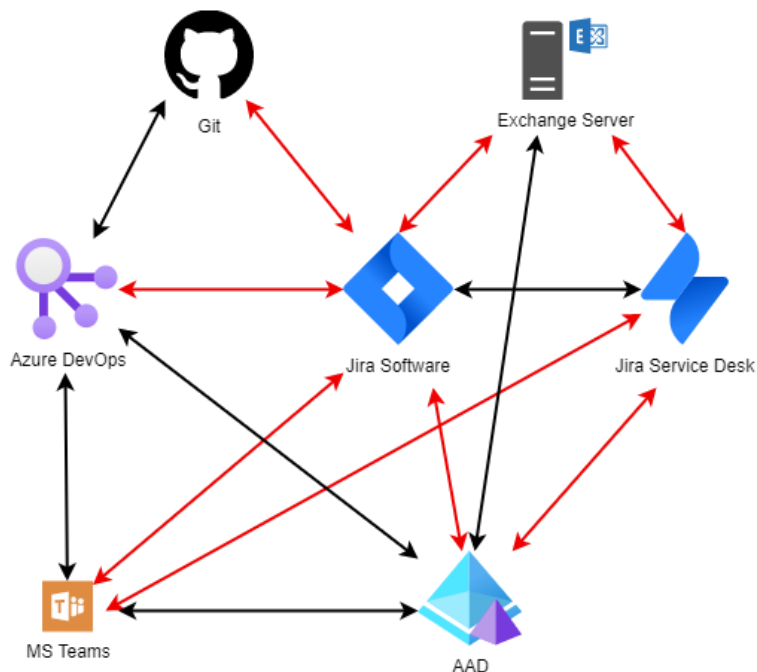 Git
E
Exchange Server
Azure DevOps
Jira Software
Jira Service Desk
T
MS Teams
AAD